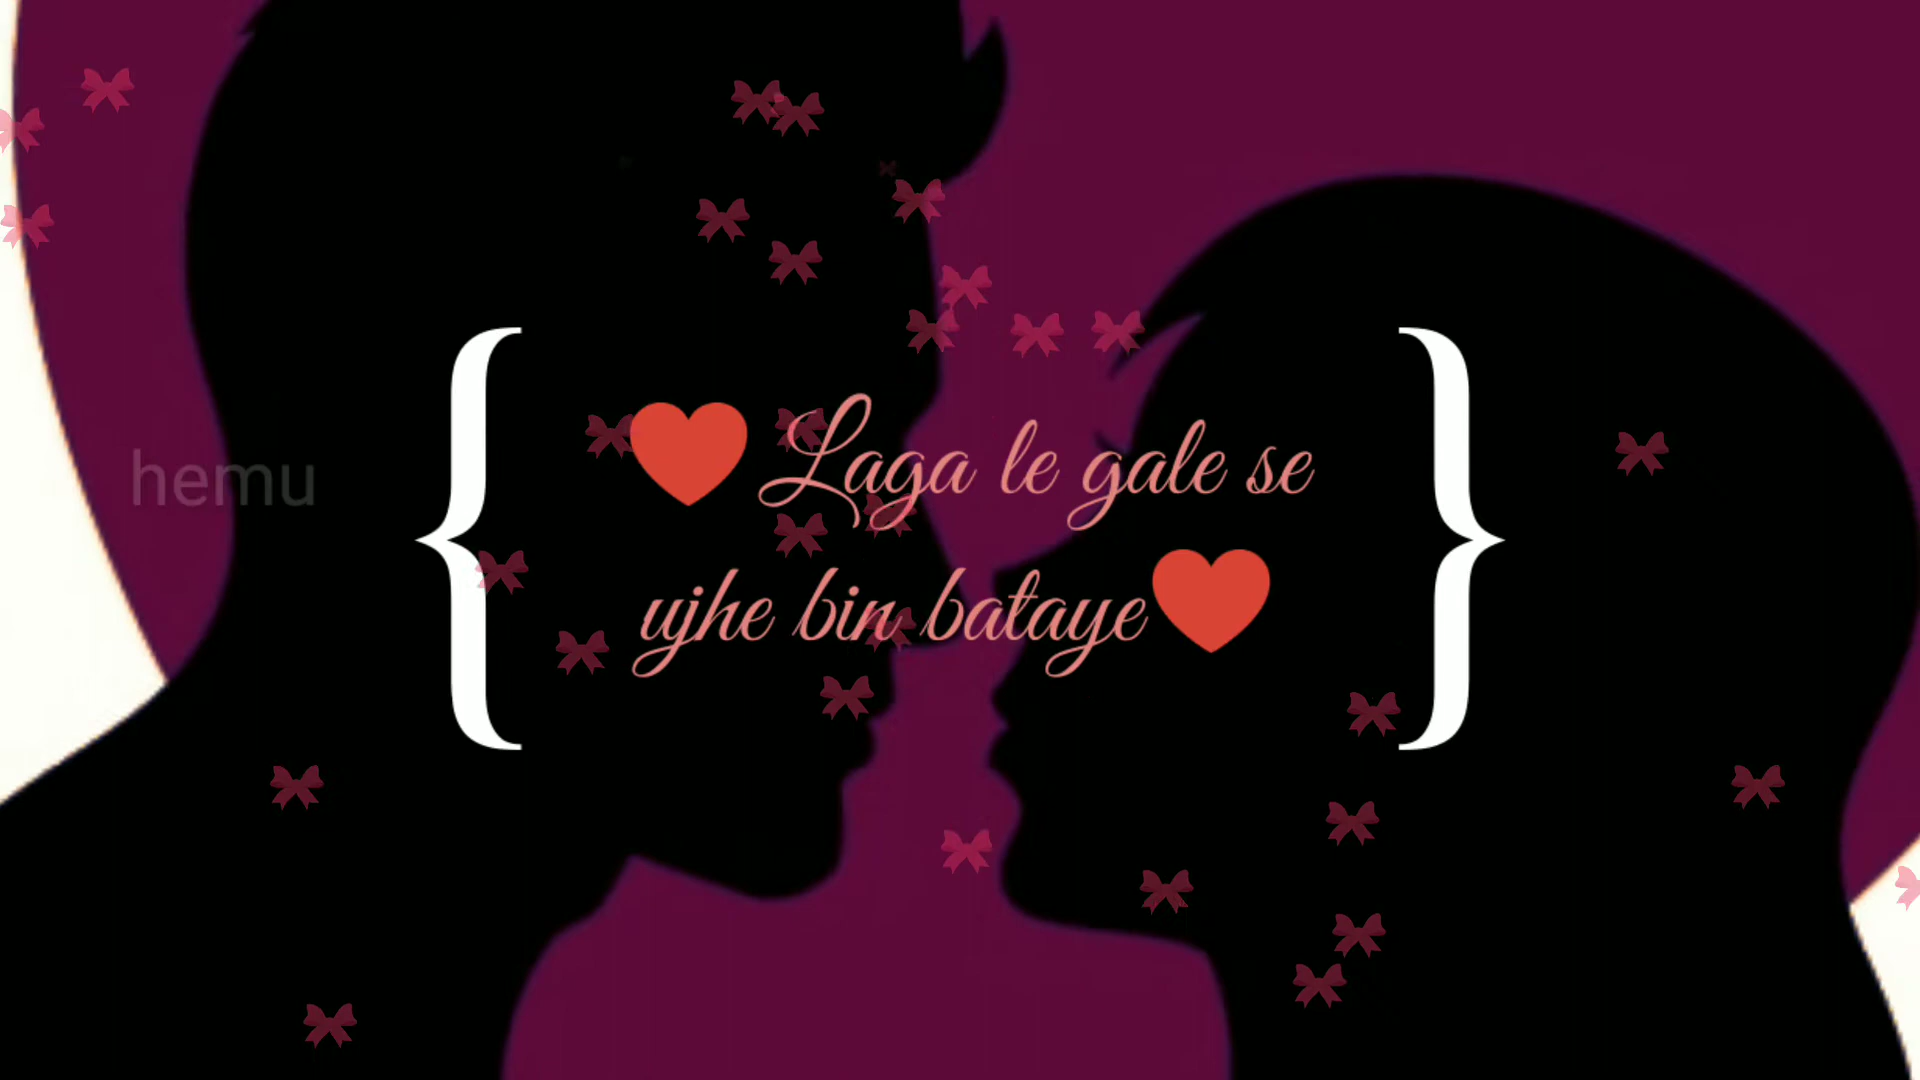 ❤️ Laga le gale se
hemu
ujhe bin bataye❤️